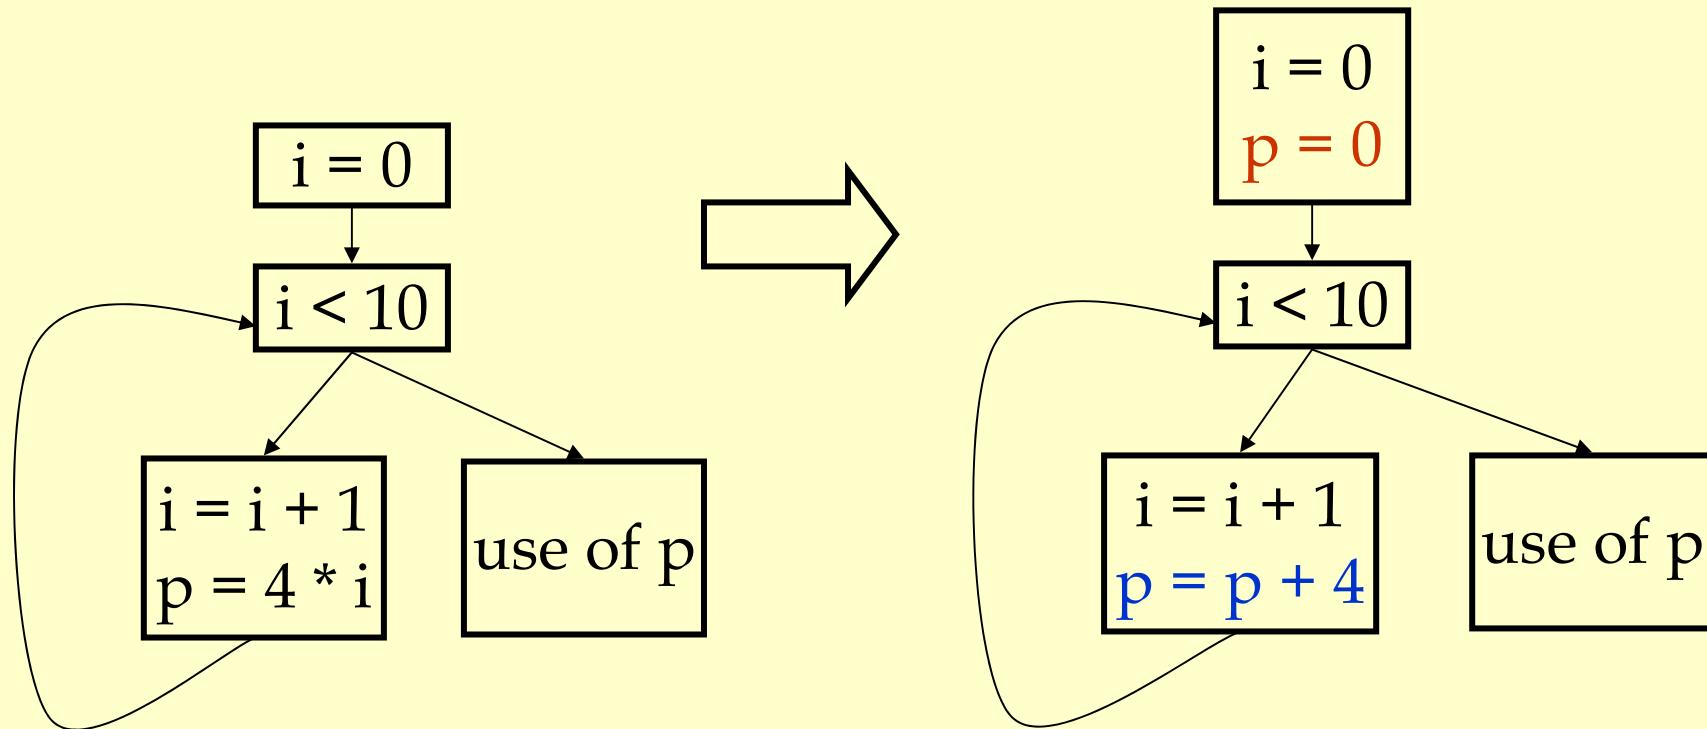 i = 0
i < 10
i = i + 1
p = 4 * i
use of p
i = 0
p = 0
i < 10
i = i + 1
p = p + 4
use of p